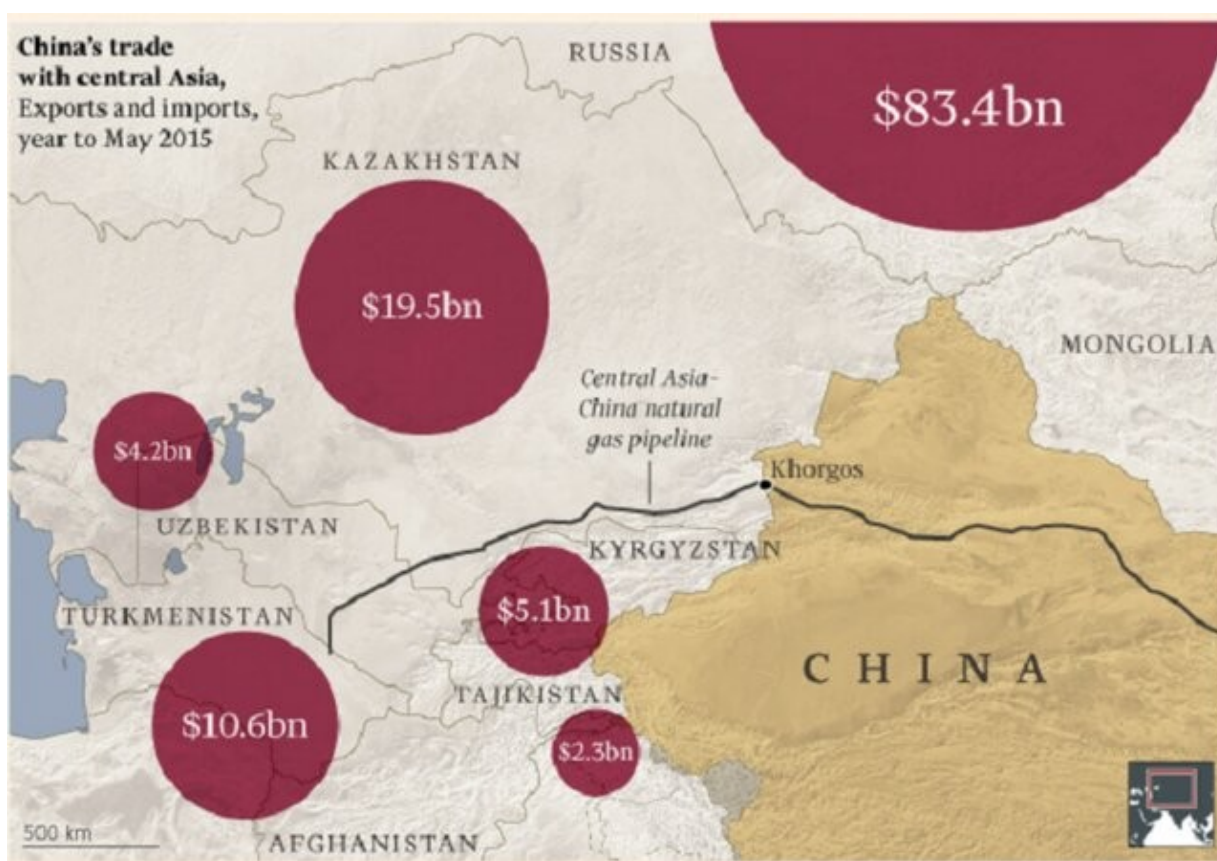 China's trade
with central Asia,
Exports and imports,
year to May 2015
RUSSIA
$83.4bn
KAZAKHSTAN
$19.5bn
MONGOLIA
Central Asia-
China natural
gas pipeline
$4.2bn
Khorgos
UZBEKISTAN
KYRGYZSTAN
TURKMENISTAN
$5.1bn
CHINA
TAJIKISTAN
$10.6bn
$2.3bn
500 km
AFGHANISTAN